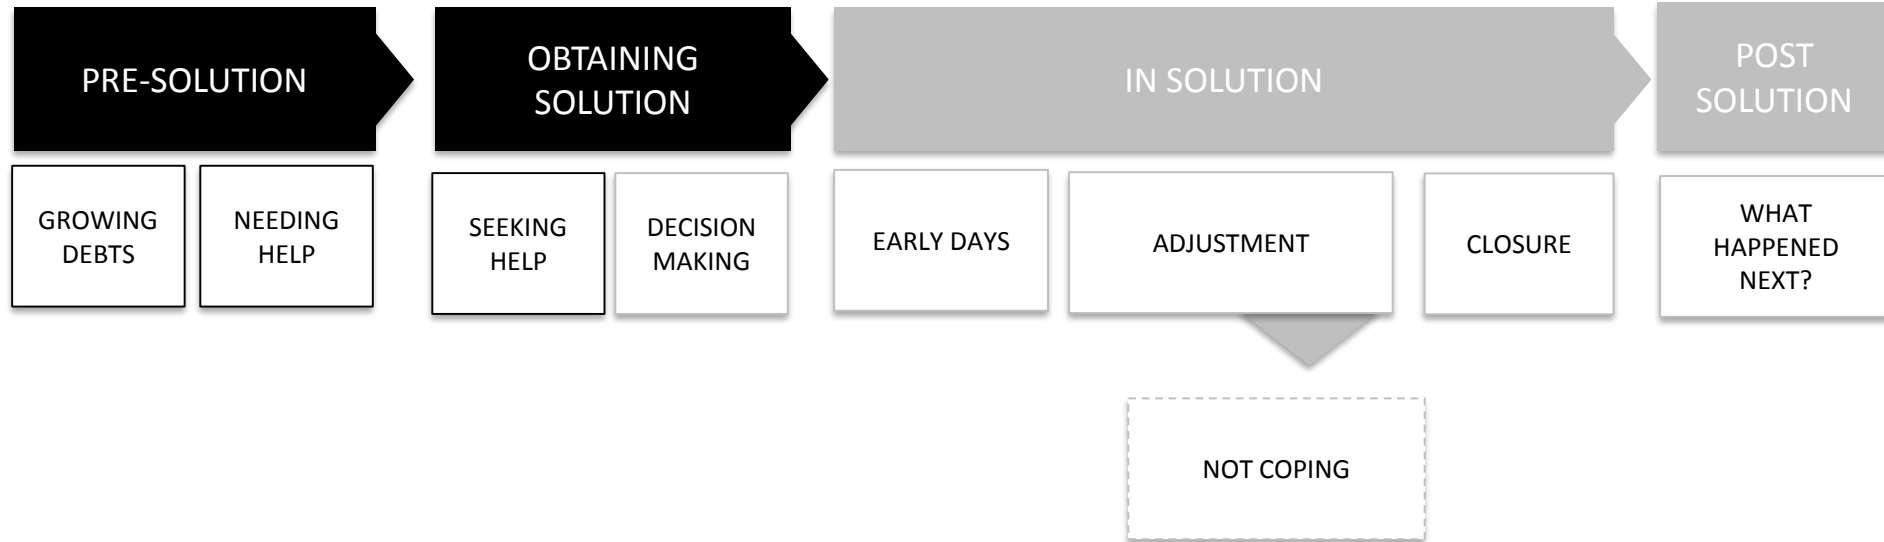 PRE-SOLUTION
OBTAINING
SOLUTION
IN SOLUTION
POST
SOLUTION
GROWING
DEBTS
NEEDING
HELP
SEEKING
HELP
DECISION
MAKING
EARLY DAYS
ADJUSTMENT
CLOSURE
WHAT
HAPPENED
NEXT?
NOT COPING